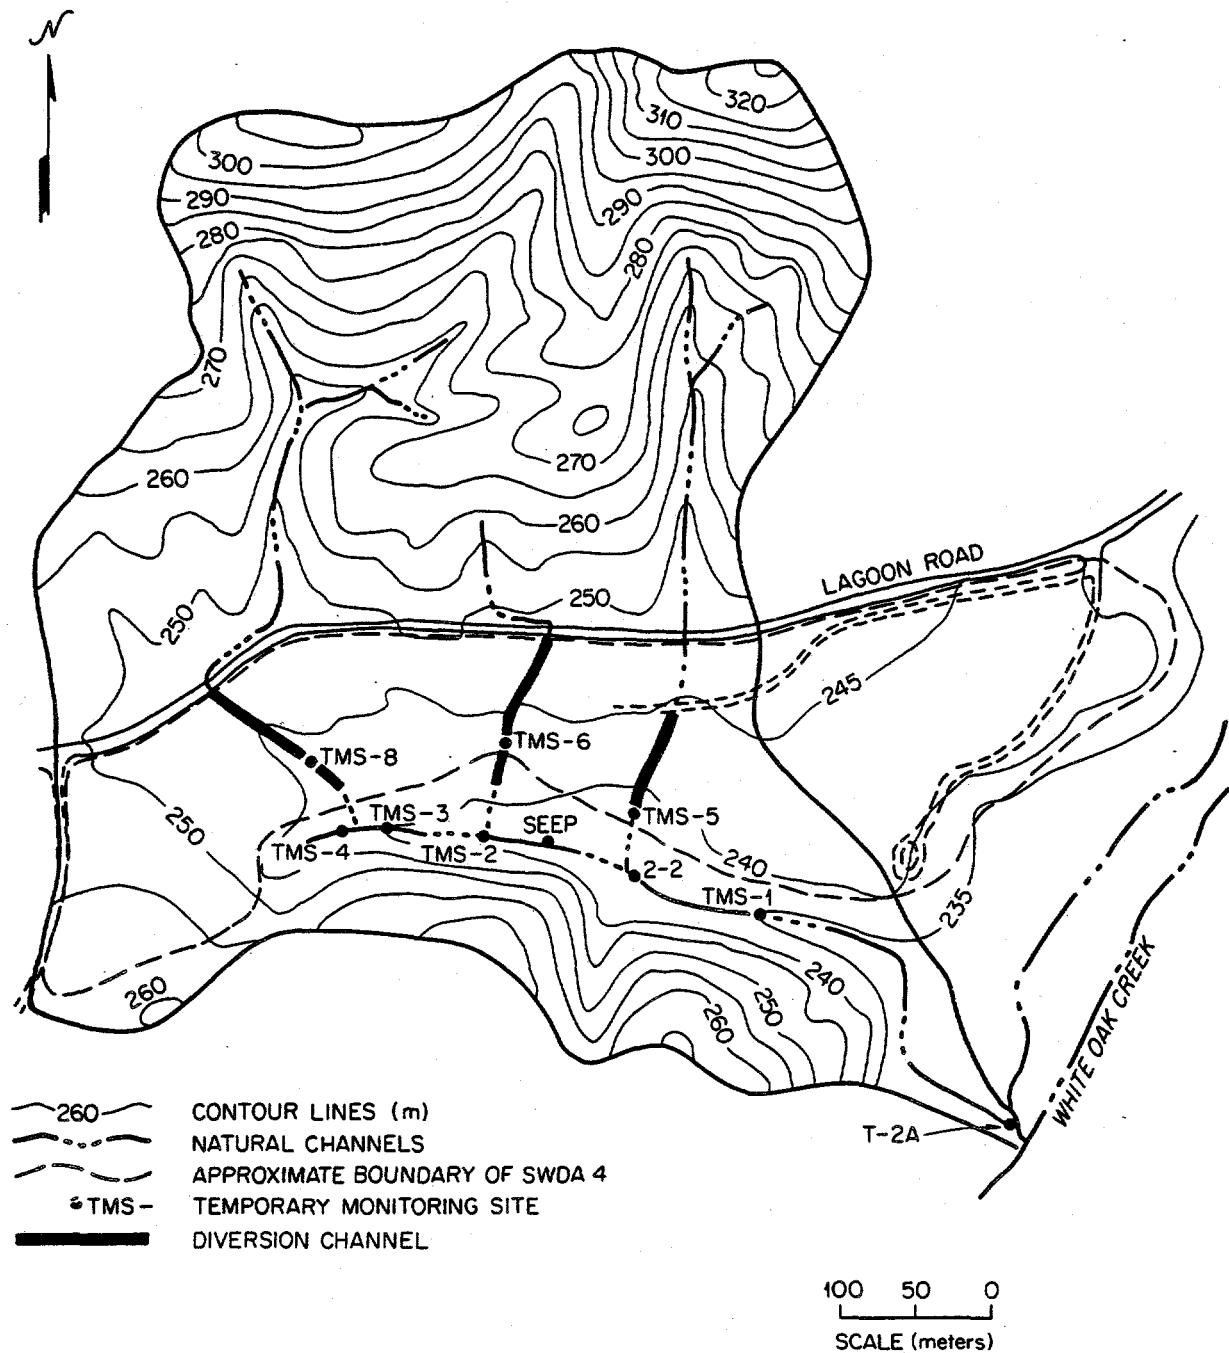 N
320
310
300
300
290
290
280
280
270
260
270
260
LAGOON ROAD
250
250
245
TMS-6
TMS-8
TMS-3
TMS-5
250
SEEP
TMS-4
TMS-2
240
2-2
TMS-1
235
240
260
250
260
WHITE OAK CREEK
T-2A
260 CONTOUR LINES (m)
NATURAL CHANNELS
APPROXIMATE BOUNDARY OF SWDA 4
TMS- TEMPORARY MONITORING SITE
DIVERSION CHANNEL
100 50 0
SCALE (meters)